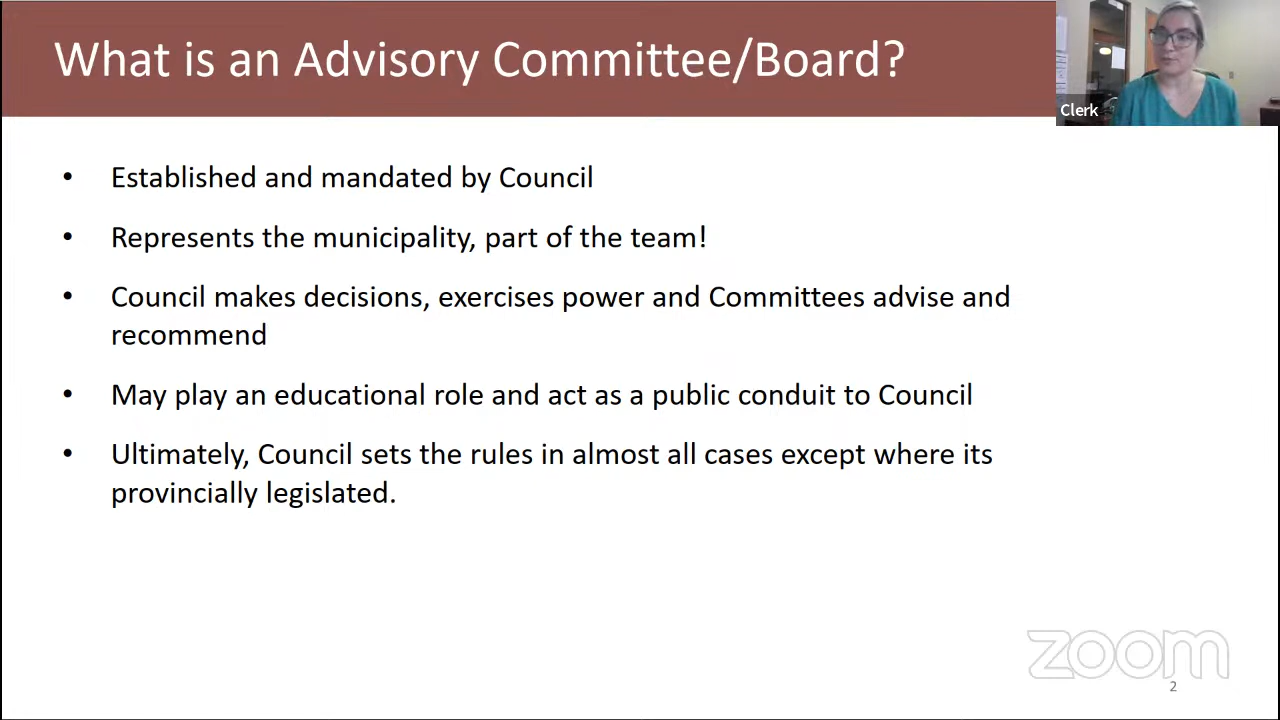 What is an Advisory Committee/Board?
Clerk
• Established and mandated by Council
• Represents the municipality, part of the team!
• Council makes decisions, exercises power and Committees advise and
recommend
• May play an educational role and act as a public conduit to Council
• Ultimately, Council sets the rules in almost all cases except where its
provincially legislated.
zoom
2